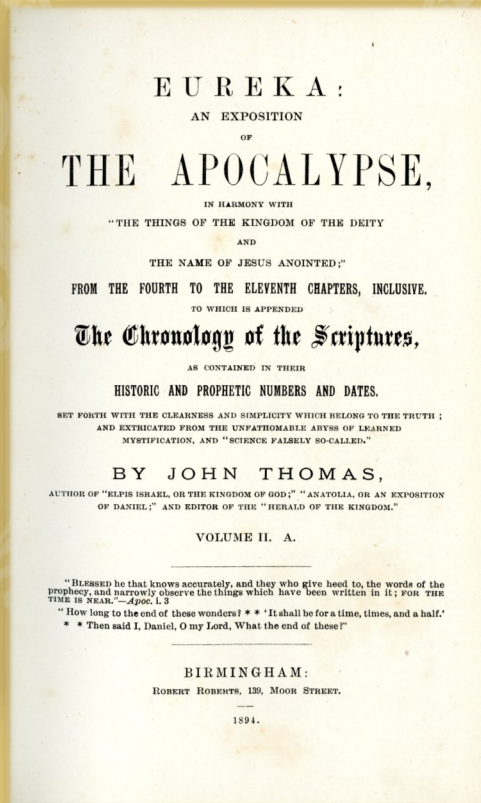 EUREKA:
AN EXPOSITION
OF
THE APOCALYPSE,
IN HARMONY WITH
"THE THINGS OF THE KINGDOM OF THE DEITY
AND
THE NAME OF JESUS ANOINTED;"
FROM THE FOURTH TO THE ELEVENTH CHAPTERS, INCLUSIVE.
TO WHICH IS APPENDED
The Chronology of the Scriptures,
AS CONTAINED IN THEIR
HISTORIC AND PROPHETIC NUMBERS AND DATES.
SET FORTH WITH THE CLEARNESS AND SIMPLICITY WHICH BELONG TO THE TRUTH ;
AND EXTRICATED FROM THE UNFATHOMABLE ABYSS OF LEARNED
MYSTIFICATION, AND "SCIENCE FALSELY SO-CALLED."
BY JOHN THOMAS,
AUTHOR OF "ELPIS ISRAEL, OR THE KINGDOM OF GOD;" "ANATOLIA, OR AN EXPOSITION
OF DANIEL;" AND EDITOR OF THE "HERALD OF THE KINGDOM."
VOLUME II. A.
"BLESSED he that knows accurately, and they who give heed to, the words of the
prophecy, and narrowly observe the things which have been written in it; FOR THE
TIME IS NEAR."—Apoc. i. 3
"How long to the end of these wonders? * * 'It shall be for a time, times, and a half.'
* * Then said I, Daniel, O my Lord, What the end of these?"
BIRMINGHAM:
ROBERT ROBERTS, 139, MOOR STREET.
1894.